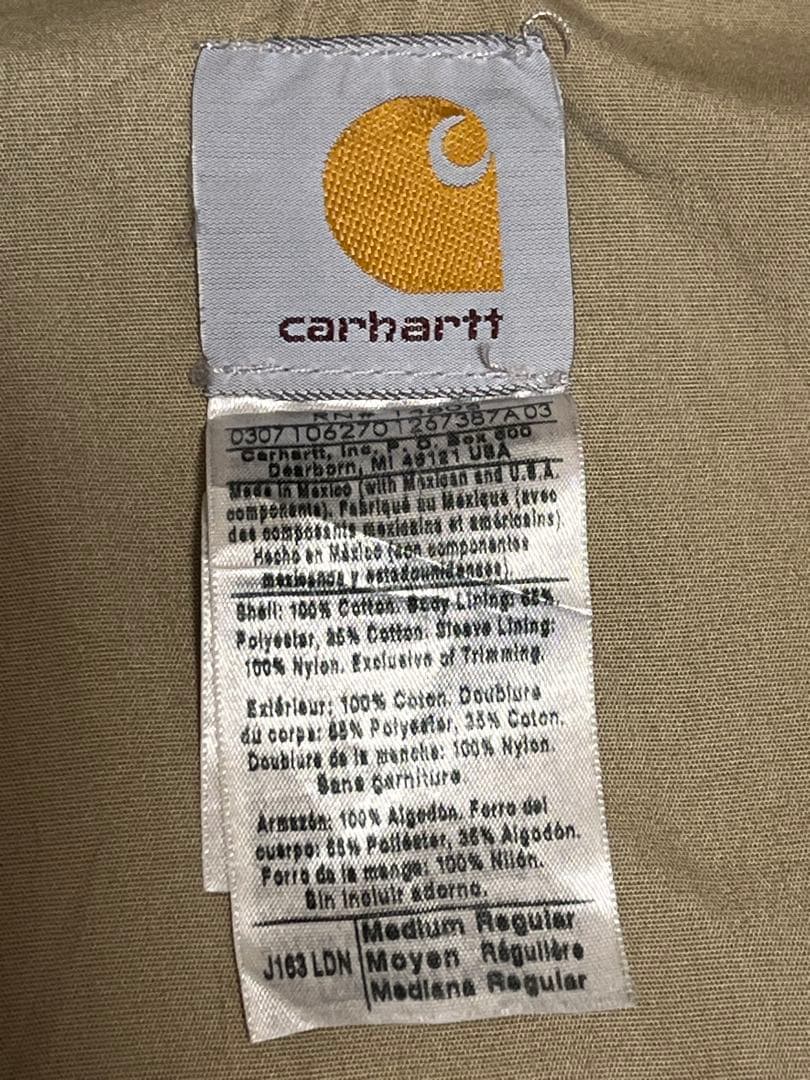 carhartt
RN#
0307 106270 1267387A 03
Carhartt, Inc. P. O. Box 600
Dearborn, MI 48121 USA
Made in Mexico (with Mexican and U.S.A.
components). Fabriqué au Mexique (avec
des composants mexicains et américains).
Hecho en México (con componentes
mexicanos y estadounidenses).
Shell: 100% Cotton. Body Lining: 65%
Polyester, 35% Cotton. Sleeve Lining:
100% Nylon. Exclusive of Trimming.
Extérieur: 100% Coton. Doublure
du corps: 65% Polyester, 35% Coton.
Doublure de la manche: 100% Nylon.
Sans garniture.
Armazón: 100% Algodón. Forro del
cuerpo: 65% Poliéster, 35% Algodón.
Forro de la manga: 100% Nilón.
Sin incluir adorno.
J163 LDN
Medium Regular
Moyen Régulière
Mediana Regular